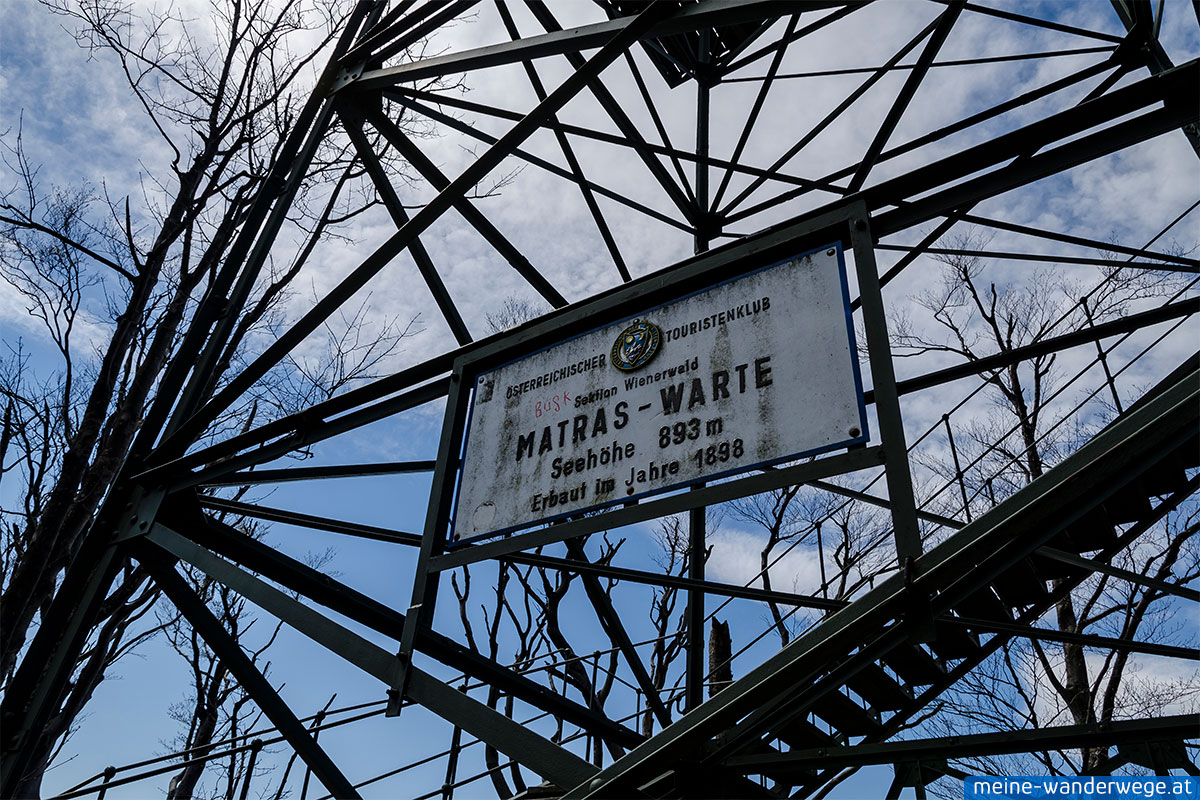 ÖSTERREICHISCHER TOURISTENKLUB
Sektion Wienerwald
BUSK
MATRAS-WARTE
Seehöhe 893 m
Erbaut im Jahre 1898
meine-wanderwege.at